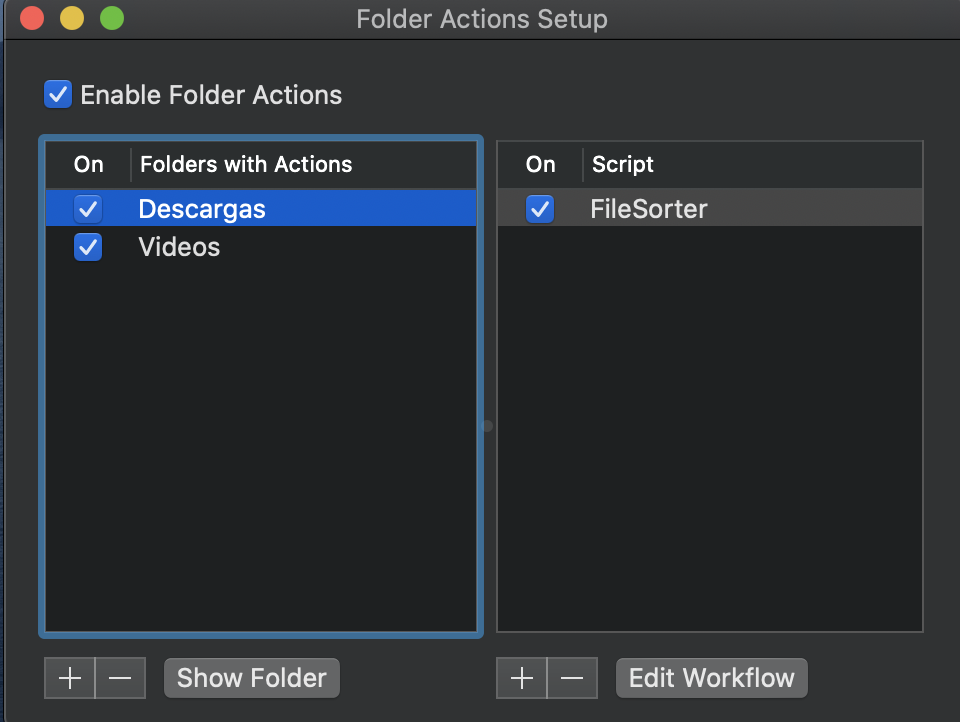 Folder Actions Setup
Enable Folder Actions
On Folders with Actions
Descargas
Videos
On Script
FileSorter
Show Folder
Edit Workflow